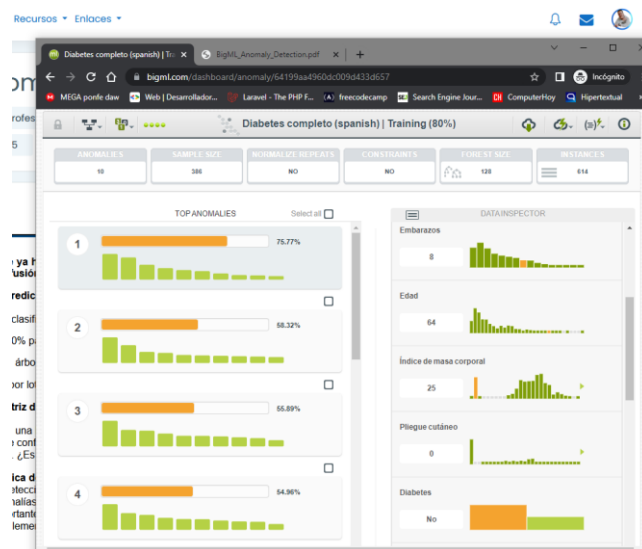 Recursos Enlaces
Diabetes completo (spanish) | Tr
BigML_Anomaly_Detection.pdf
bigml.com/dashboard/anomaly/64199aa4960dc009d433d657
Incógnito
MEGA ponfe daw
Web | Desarrollador...
Laravel - The PHP F...
freecodecamp
Search Engine Jour...
ComputerHoy
Hipertextual
Diabetes completo (spanish) | Training (80%)
ANOMALIES
SAMPLE SIZE
NORMALIZE REPEATS
CONSTRAINTS
FOREST SIZE
INSTANCES
10
386
NO
NO
128
614
TOP ANOMALIES
Select all
DATA INSPECTOR
1
75.77%
2
58.32%
3
55.89%
4
54.96%
Embarazos
8
Edad
64
Índice de masa corporal
25
Pliegue cutáneo
0
Diabetes
No